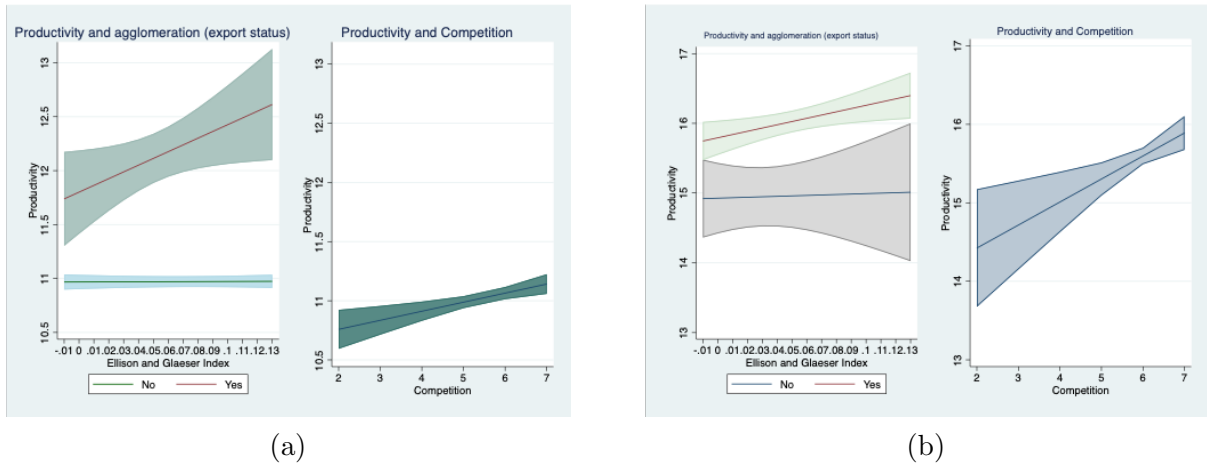 Productivity and agglomeration (export status)
Productivity
13
12.5
12
11.5
11
10.5
-.01 0 .01.02.03.04.05.06.07.08.09 .1 .11.12.13
Ellison and Glaeser Index
No Yes
Productivity and Competition
Productivity
13
12.5
12
11.5
11
10.5
2 3 4 5 6 7
Competition
(a)
Productivity and agglomeration (export status)
Productivity
17
16
15
14
13
-.01 0 .01.02.03.04.05.06.07.08.09 .1 .11.12.13
Ellison and Glaeser Index
No Yes
Productivity and Competition
Productivity
17
16
15
14
13
2 3 4 5 6 7
Competition
(b)